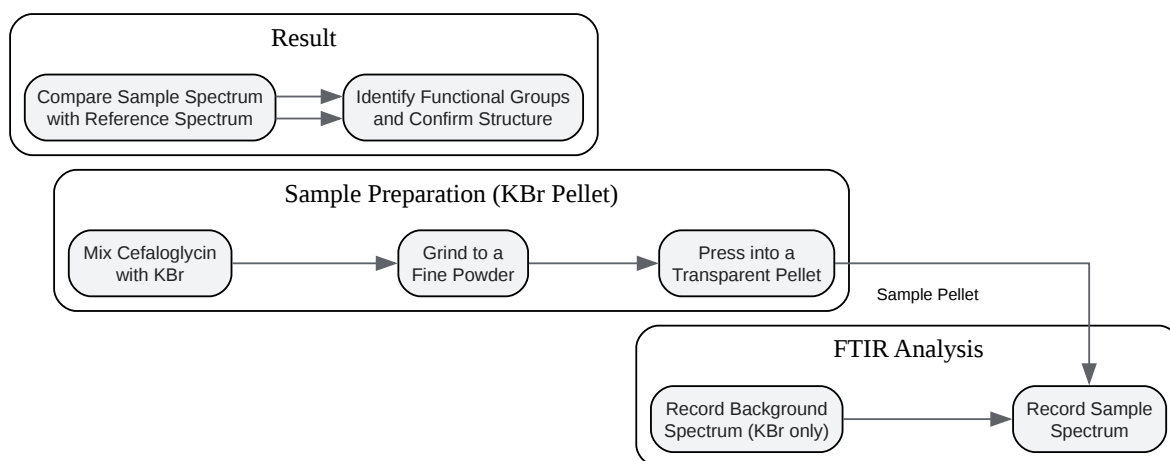 Result
Compare Sample Spectrum
with Reference Spectrum
Identify Functional Groups
and Confirm Structure
Sample Preparation (KBr Pellet)
Mix Cefaloglycin
with KBr
Grind to a
Fine Powder
Press into a
Transparent Pellet
Sample Pellet
FTIR Analysis
Record Background
Spectrum (KBr only)
Record Sample
Spectrum